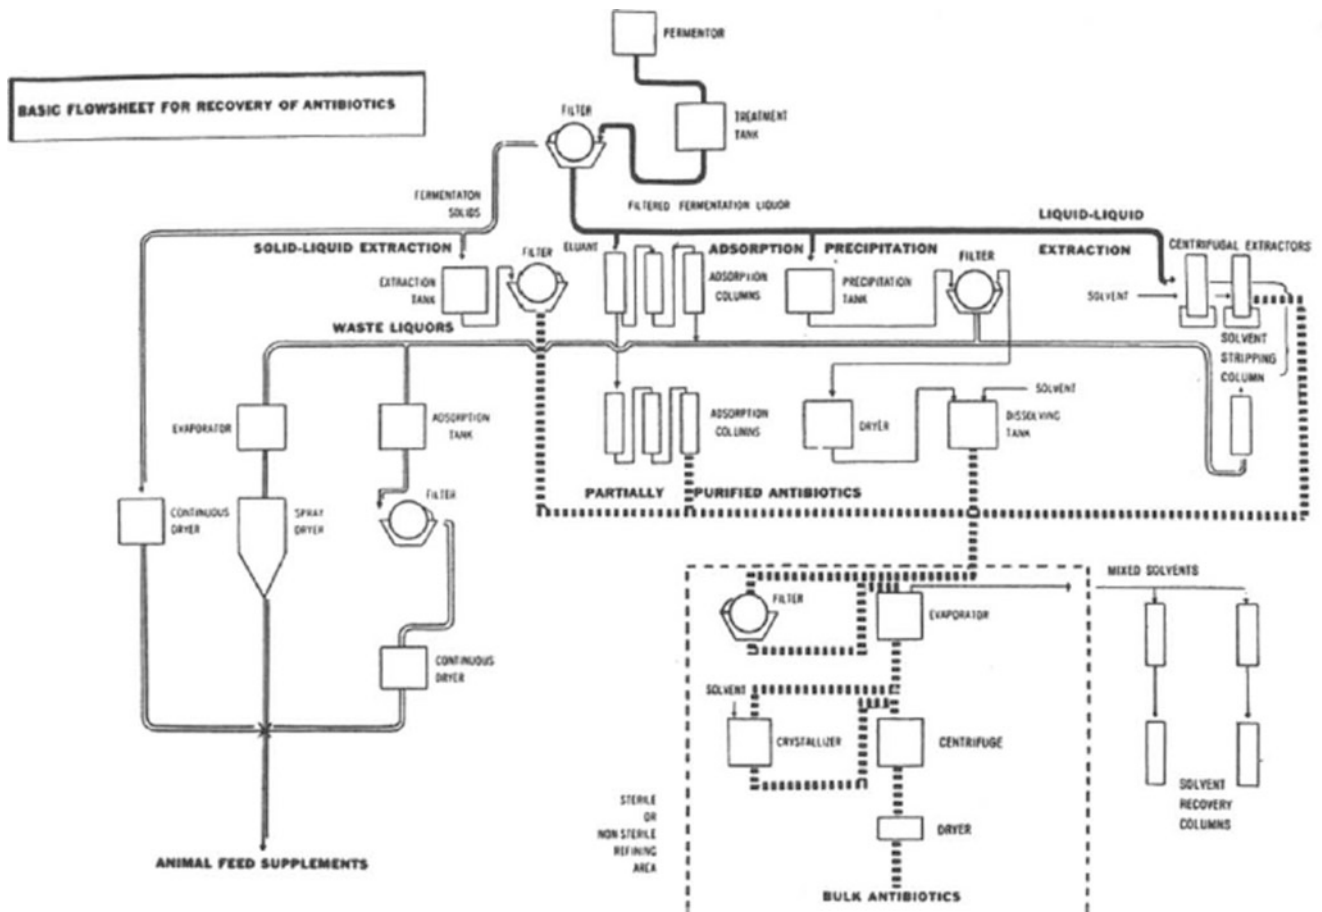 FERMENTOR
BASIC FLOWSHEET FOR RECOVERY OF ANTIBIOTICS
FILTER
TREATMENT
TANK
FERMENTATON
SOLIDS
FILTERED FERMENTATION LIQUOR
LIQUID-LIQUID
EXTRACTION
SOLID-LIQUID EXTRACTION
ELUANT
ADSORPTION
PRECIPITATION
CENTRIFUGAL EXTRACTORS
FILTER
FILTER
EXTRACTION
TANK
ADSORPTION
COLUMNS
PRECIPITATION
TANK
SOLVENT
WASTE LIQUORS
SOLVENT
STRIPPING
COLUMN
SOLVENT
EVAPORATOR
ADSORPTION
TANK
ADSORPTION
COLUMNS
DRYER
DISSOLVING
TANK
PARTIALLY PURIFIED ANTIBIOTICS
CONTINUOUS
DRYER
SPRAY
DRYER
FILTER
MIXED SOLVENTS
FILTER
EVAPORATOR
CONTINUOUS
DRYER
SOLVENT
CRYSTALLIZER
CENTRIFUGE
SOLVENT
RECOVERY
COLUMNS
STERILE
OR
NON STERILE
REFINING
AREA
DRYER
ANIMAL FEED SUPPLEMENTS
BULK ANTIBIOTICS